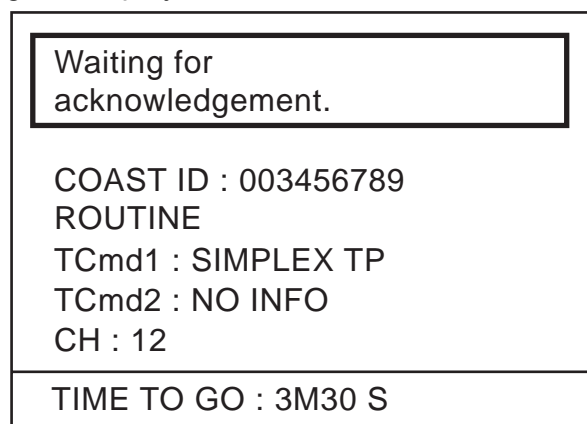 Waiting for
acknowledgement.
COAST ID : 003456789
ROUTINE
TCmd1 : SIMPLEX TP
TCmd2 : NO INFO
CH : 12
TIME TO GO : 3M30 S